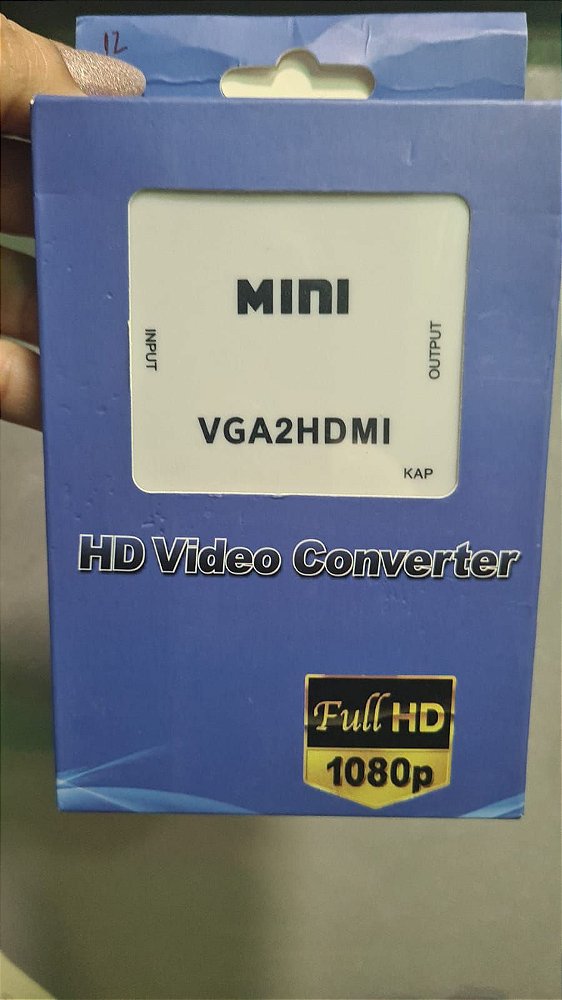 12
MINI
INPUT
OUTPUT
VGA2HDMI
KAP
HD Video Converter
Full HD
1080p